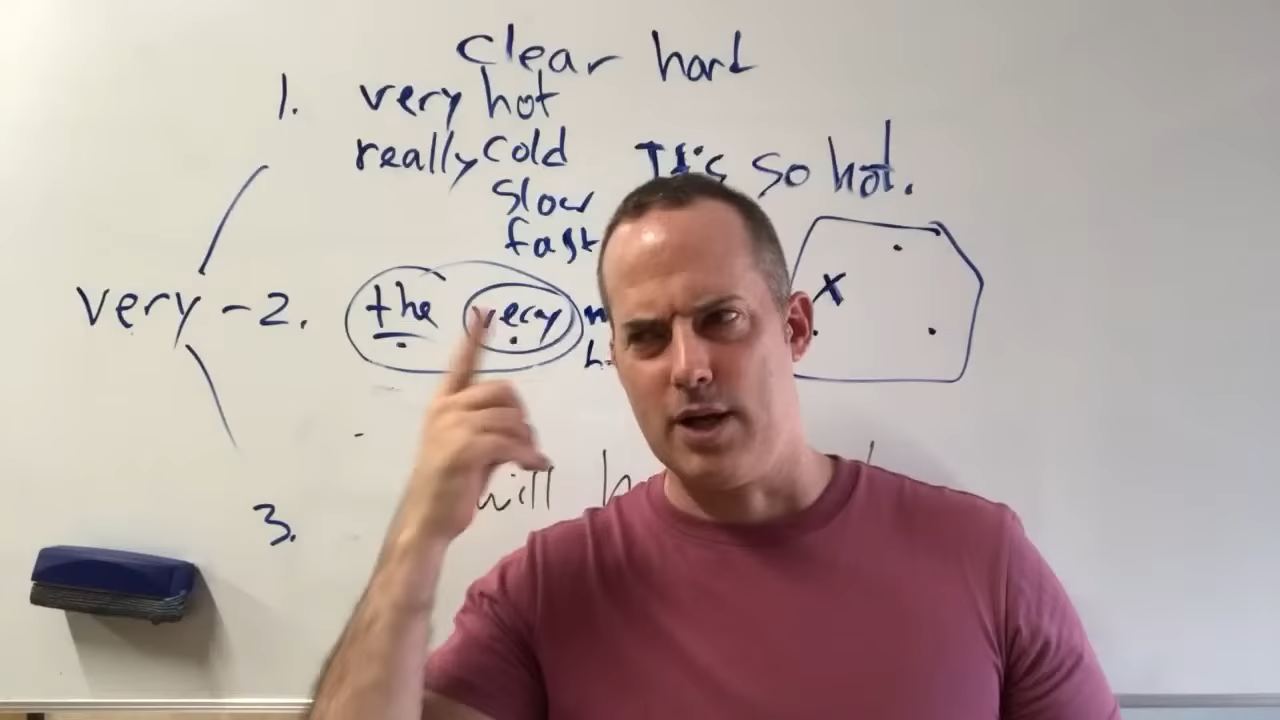 clear hard
1. very hot
really cold It's so hot.
slow
fast
very - 2. the very
X
will
3.